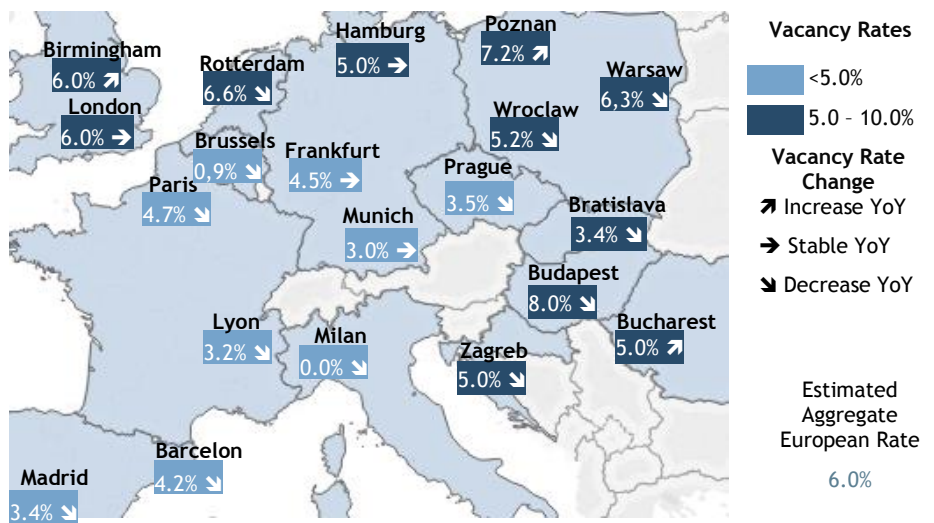 Birmingham
6.0% ↗
London
6.0% →
Rotterdam
6.6% ↘
Hamburg
5.0% →
Poznan
7.2% ↗
Warsaw
6,3% ↘
Wroclaw
5.2% ↘
Brussels
0,9% ↘
Frankfurt
4.5% →
Prague
3.5% ↘
Paris
4.7% ↘
Munich
3.0% →
Bratislava
3.4% ↘
Budapest
8.0% ↘
Lyon
3.2% ↘
Milan
0.0% ↘
Zagreb
5.0% ↘
Bucharest
5.0% ↗
Barcelon
4.2% ↘
Madrid
3.4% ↘
Vacancy Rates
<5.0%
5.0 – 10.0%
Vacancy Rate
Change
↗ Increase YoY
→ Stable YoY
↘ Decrease YoY
Estimated
Aggregate
European Rate
6.0%